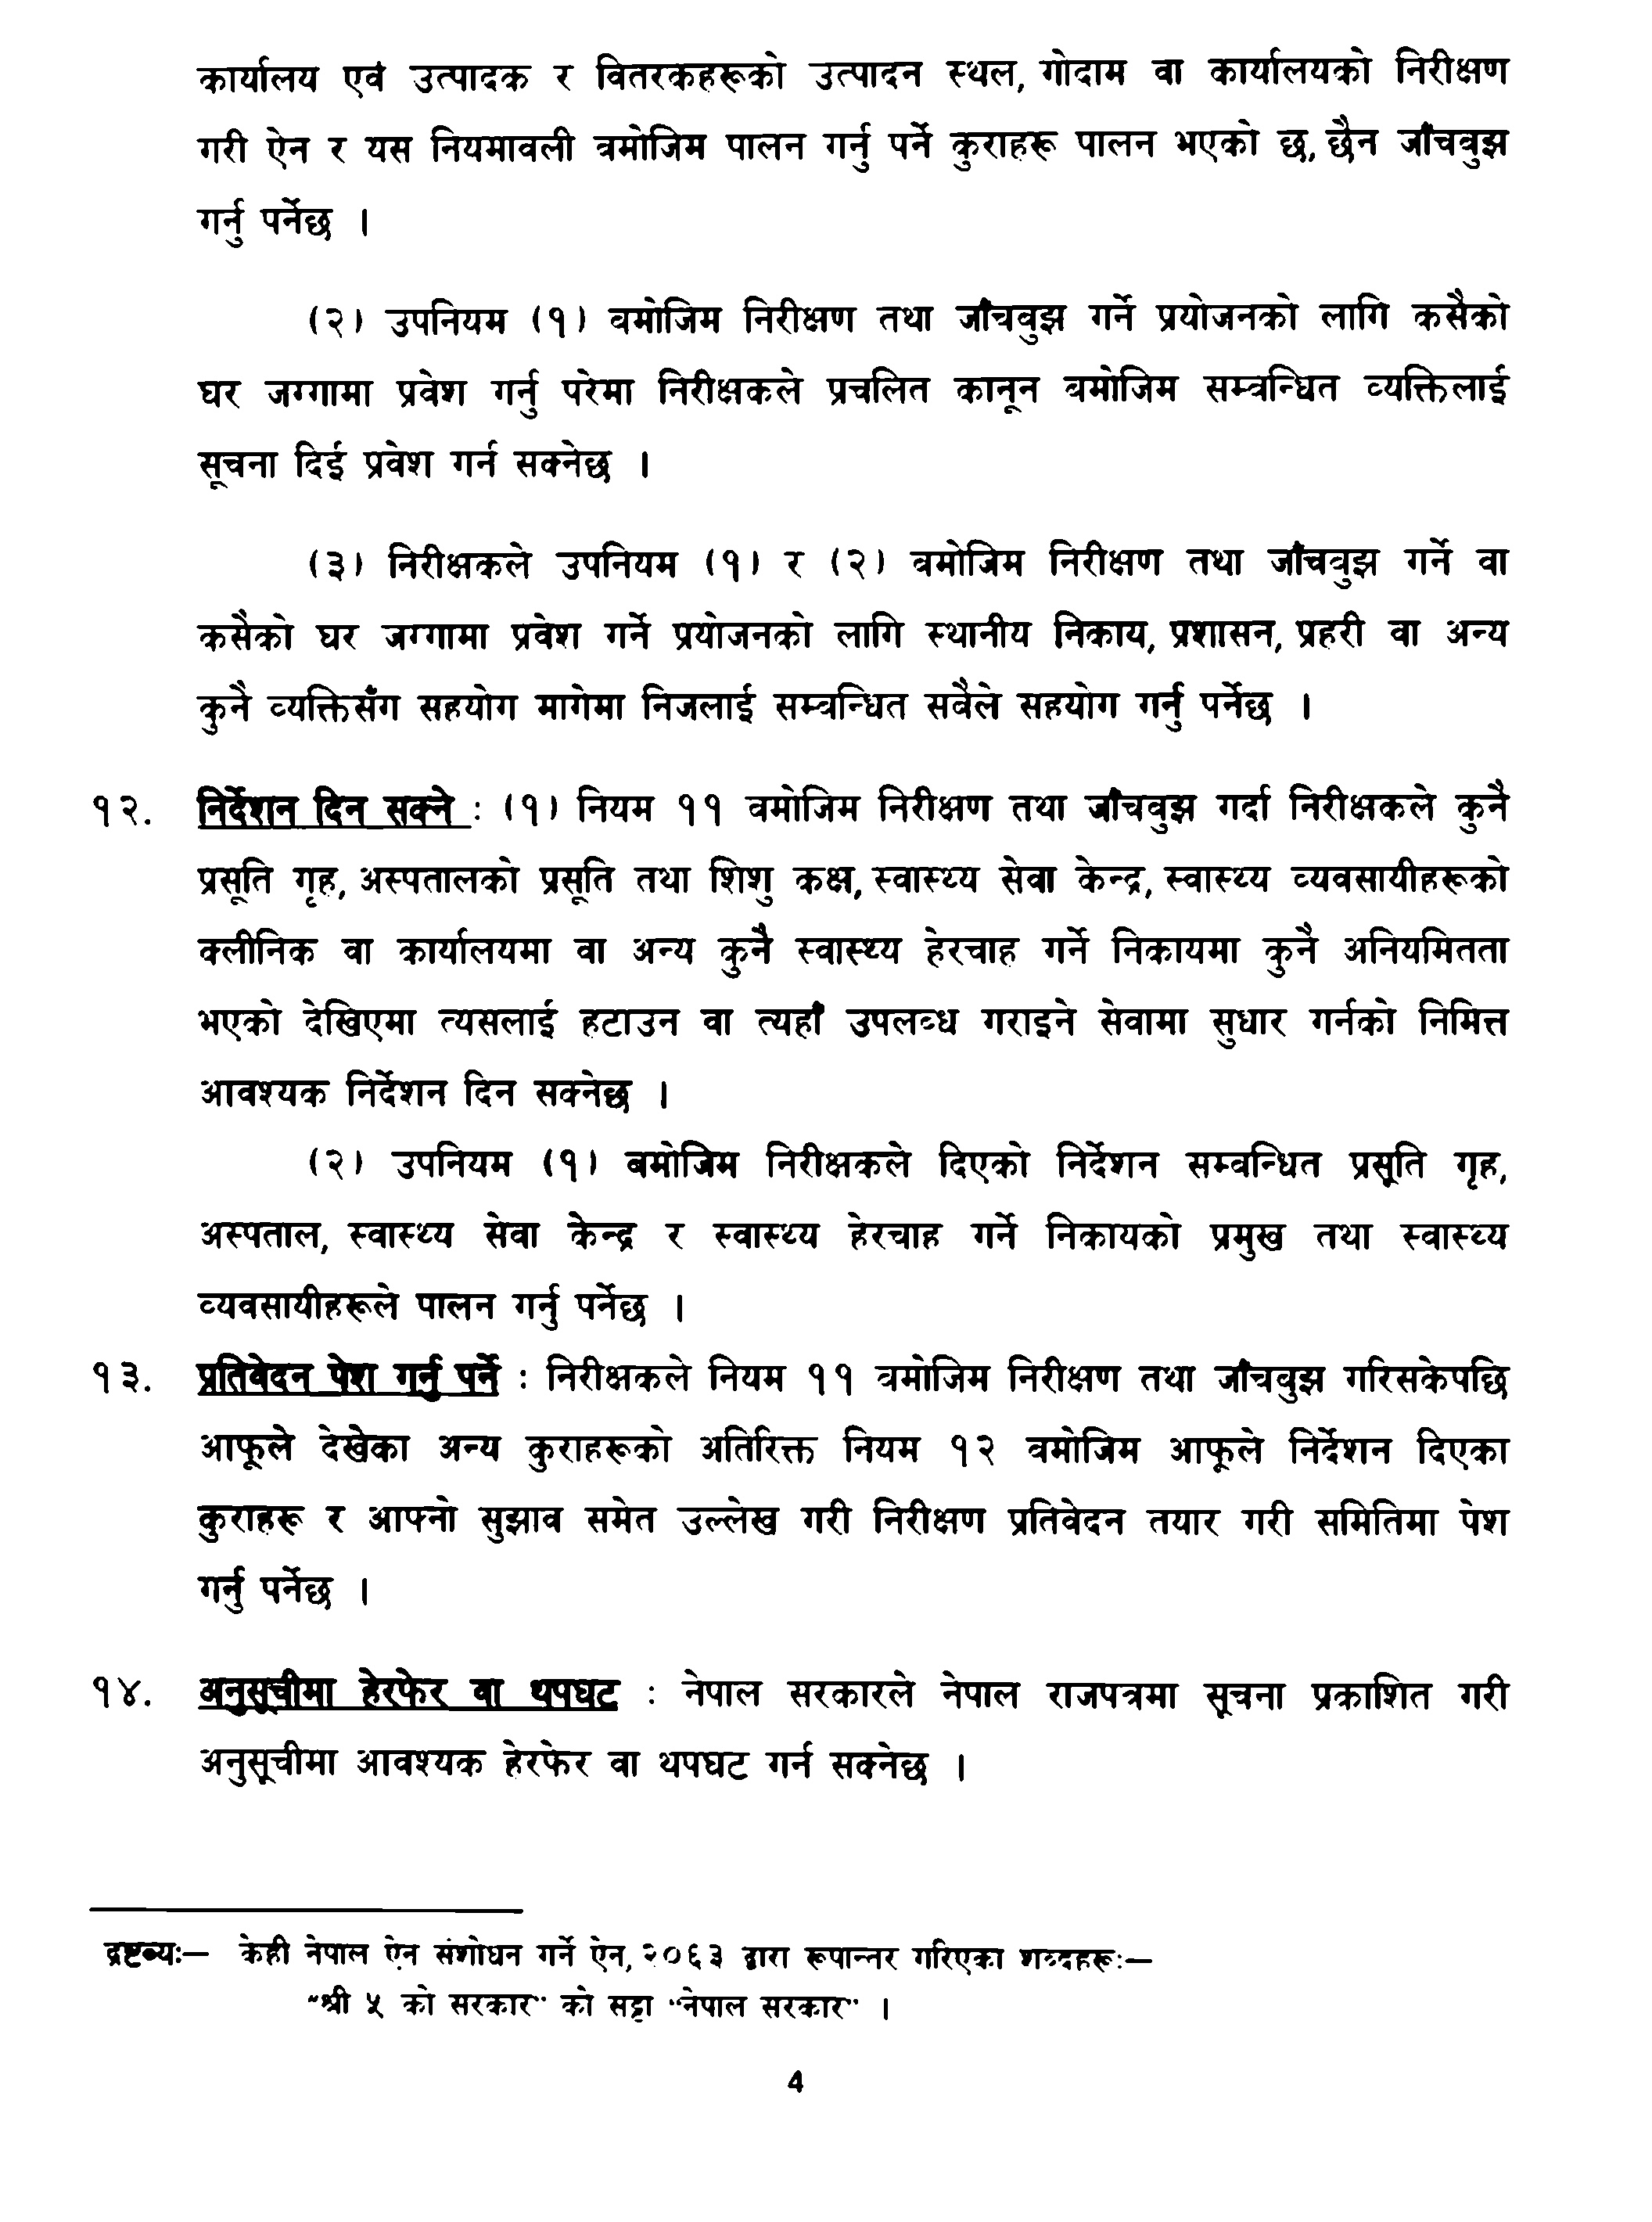 कार्यालय एवं उत्पादक र वितरकहरूको उत्पादन स्थल, गोदाम वा कार्यालयको निरीक्षण
गरी ऐन र यस नियमावली बमोजिम पालन गर्नु पर्ने कुराहरू पालन भएको छ, छैन जाँचबुझ
गर्नु पर्नेछ ।
(२) उपनियम (१) बमोजिम निरीक्षण तथा जाँचबुझ गर्ने प्रयोजनको लागि कसैको
घर जग्गामा प्रवेश गर्नु परेमा निरीक्षकले प्रचलित कानून बमोजिम सम्बन्धित व्यक्तिलाई
सूचना दिई प्रवेश गर्न सक्नेछ ।
(३) निरीक्षकले उपनियम (१) र (२) बमोजिम निरीक्षण तथा जाँचबुझ गर्ने वा
कसैको घर जग्गामा प्रवेश गर्ने प्रयोजनको लागि स्थानीय निकाय, प्रशासन, प्रहरी वा अन्य
कुनै व्यक्तिसँग सहयोग मागेमा निजलाई सम्बन्धित सबैले सहयोग गर्नु पर्नेछ ।
१२. निर्देशन दिन सक्ने : (१) नियम ११ बमोजिम निरीक्षण तथा जाँचबुझ गर्दा निरीक्षकले कुनै
प्रसूति गृह, अस्पतालको प्रसूति तथा शिशु कक्ष, स्वास्थ्य सेवा केन्द्र, स्वास्थ्य व्यवसायीहरूको
क्लीनिक वा कार्यालयमा वा अन्य कुनै स्वास्थ्य हेरचाह गर्ने निकायमा कुनै अनियमितता
भएको देखिएमा त्यसलाई हटाउन वा त्यहाँ उपलब्ध गराइने सेवामा सुधार गर्नको निमित्त
आवश्यक निर्देशन दिन सक्नेछ ।
(२) उपनियम (१) बमोजिम निरीक्षकले दिएको निर्देशन सम्बन्धित प्रसूति गृह,
अस्पताल, स्वास्थ्य सेवा केन्द्र र स्वास्थ्य हेरचाह गर्ने निकायको प्रमुख तथा स्वास्थ्य
व्यवसायीहरूले पालन गर्नु पर्नेछ ।
१३. प्रतिवेदन पेश गर्नु पर्ने : निरीक्षकले नियम ११ बमोजिम निरीक्षण तथा जाँचबुझ गरिसकेपछि
आफूले देखेका अन्य कुराहरूको अतिरिक्त नियम १२ बमोजिम आफूले निर्देशन दिएका
कुराहरू र आफ्नो सुझाव समेत उल्लेख गरी निरीक्षण प्रतिवेदन तयार गरी समितिमा पेश
गर्नु पर्नेछ ।
१४. अनुसूचीमा हेरफेर वा थपघट : नेपाल सरकारले नेपाल राजपत्रमा सूचना प्रकाशित गरी
अनुसूचीमा आवश्यक हेरफेर वा थपघट गर्न सक्नेछ ।
द्रष्टव्यः– केही नेपाल ऐन संशोधन गर्ने ऐन, २०६३ द्वारा रूपान्तर गरिएका शब्दहरूः–
"श्री ५ को सरकार" को सट्टा "नेपाल सरकार" ।
4